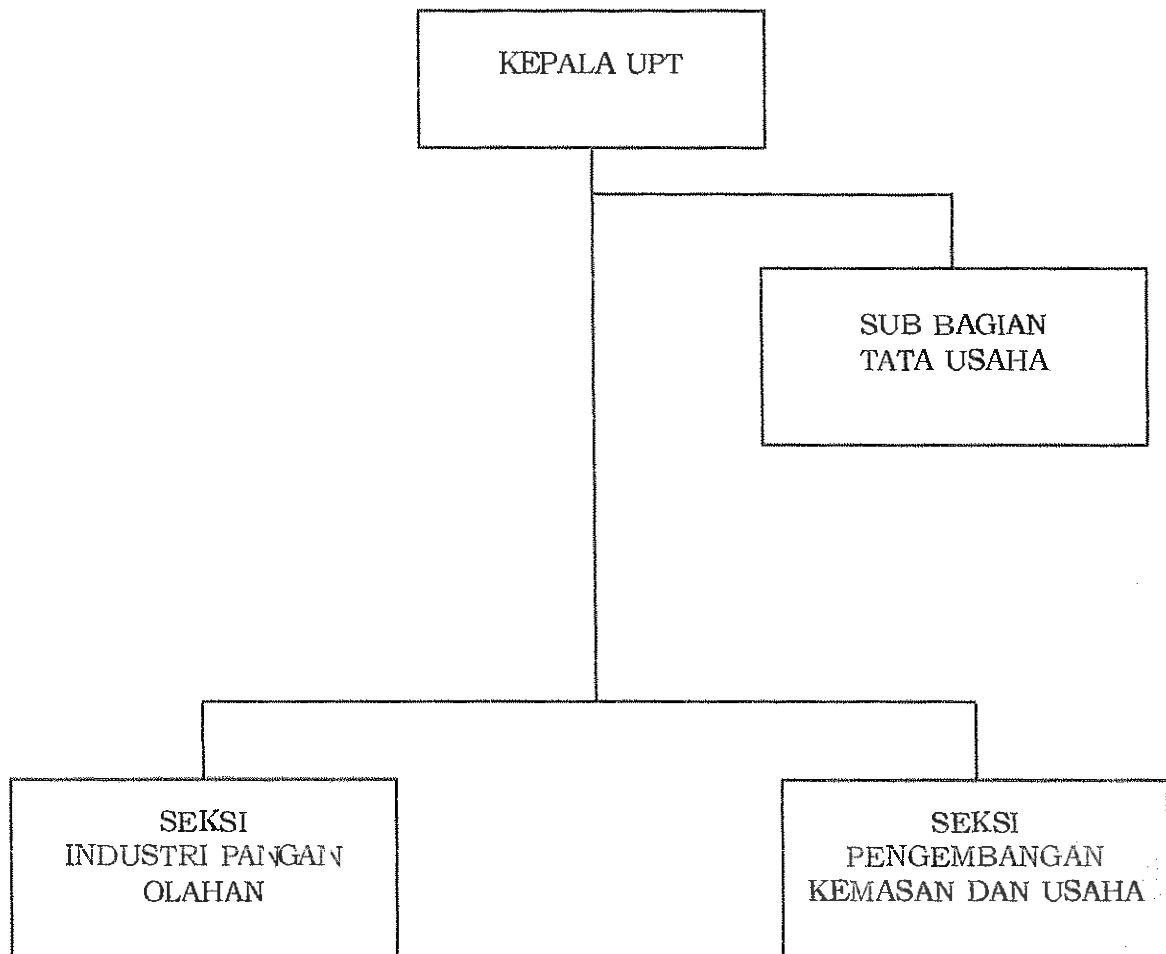 KEPALA UPT
SUB BAGIAN
TATA USAHA
SEKSI
INDUSTRI PANGAN
OLAHAN
SEKSI
PENGEMBANGAN
KEMASAN DAN USAHA